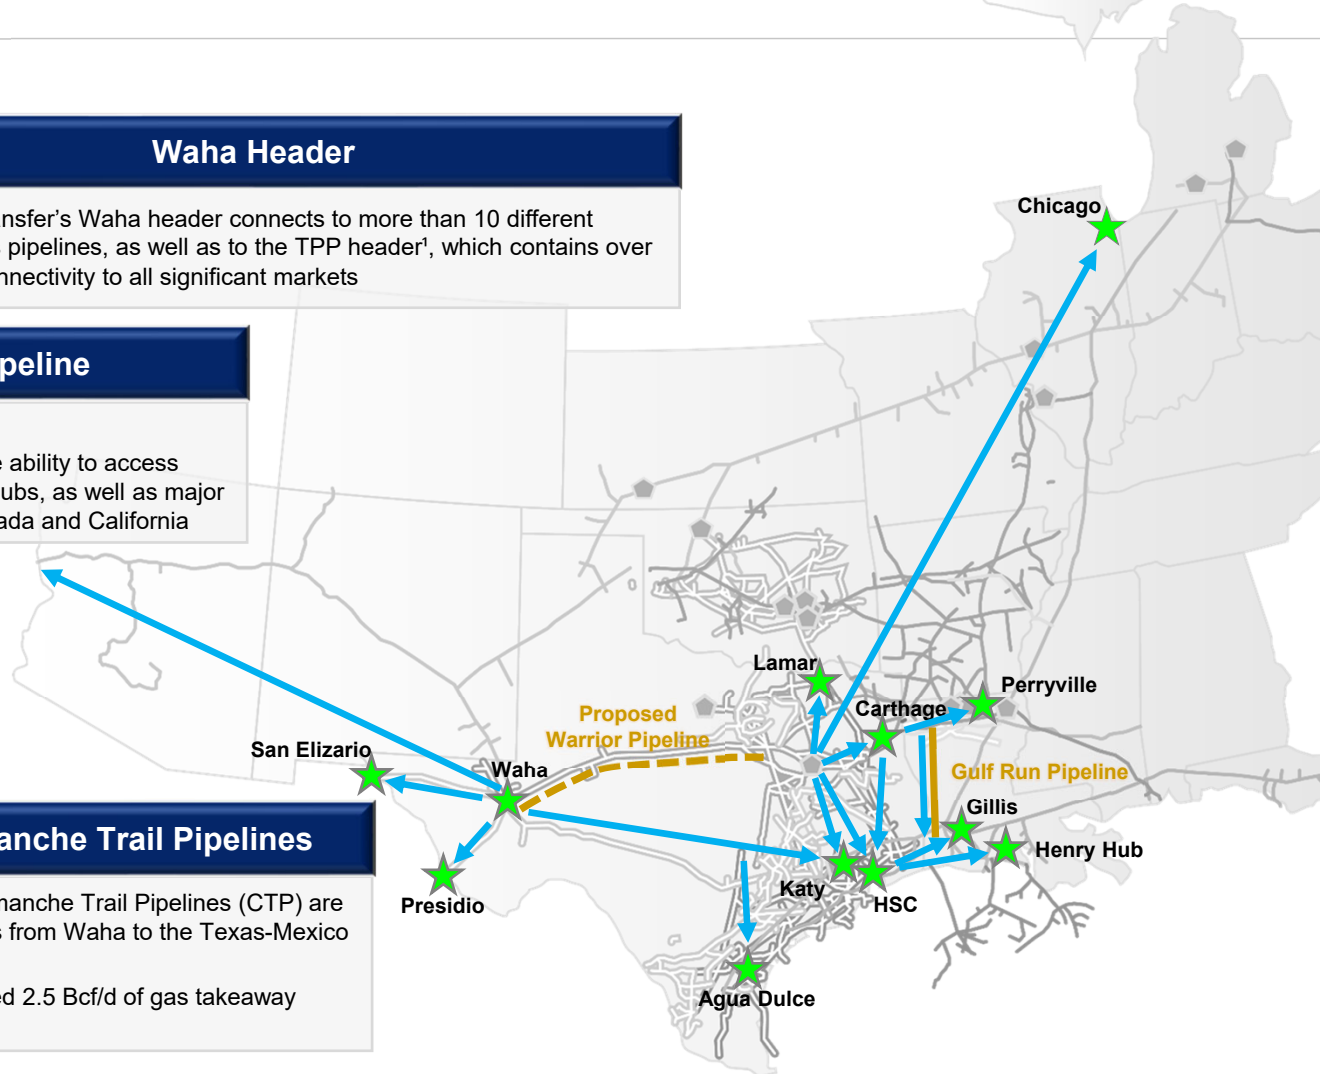 Waha Header
ansfer's Waha header connects to more than 10 different
pipelines, as well as to the TPP header¹, which contains over
nnectivity to all significant markets
peline
ability to access
ubs, as well as major
ada and California
anche Trail Pipelines
manche Trail Pipelines (CTP) are
from Waha to the Texas-Mexico
ed 2.5 Bcf/d of gas takeaway
Chicago
Lamar
Perryville
Carthage
Proposed
Warrior Pipeline
San Elizario
Waha
Gulf Run Pipeline
Gillis
Henry Hub
Katy
HSC
Presidio
Agua Dulce